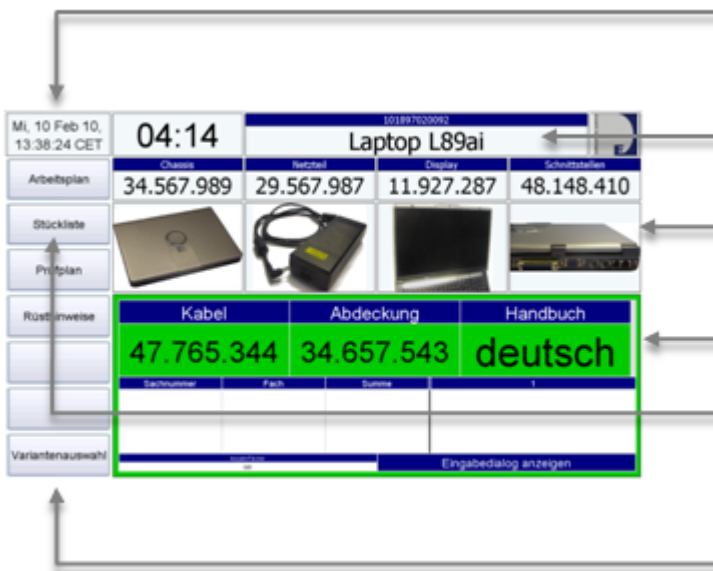 Mi, 10 Feb 10,
13:38:24 CET
04:14
101897020092
Laptop L89ai
Arbeitsplan
Chassis
Netzteil
Display
Schnittstellen
34.567.989
29.567.987
11.927.287
48.148.410
Stückliste
Prüfplan
Rüsthinweise
Kabel
Abdeckung
Handbuch
47.765.344
34.657.543
deutsch
Sachnummer
Fach
Summe
1
Variantenauswahl
Eingabedialog anzeigen